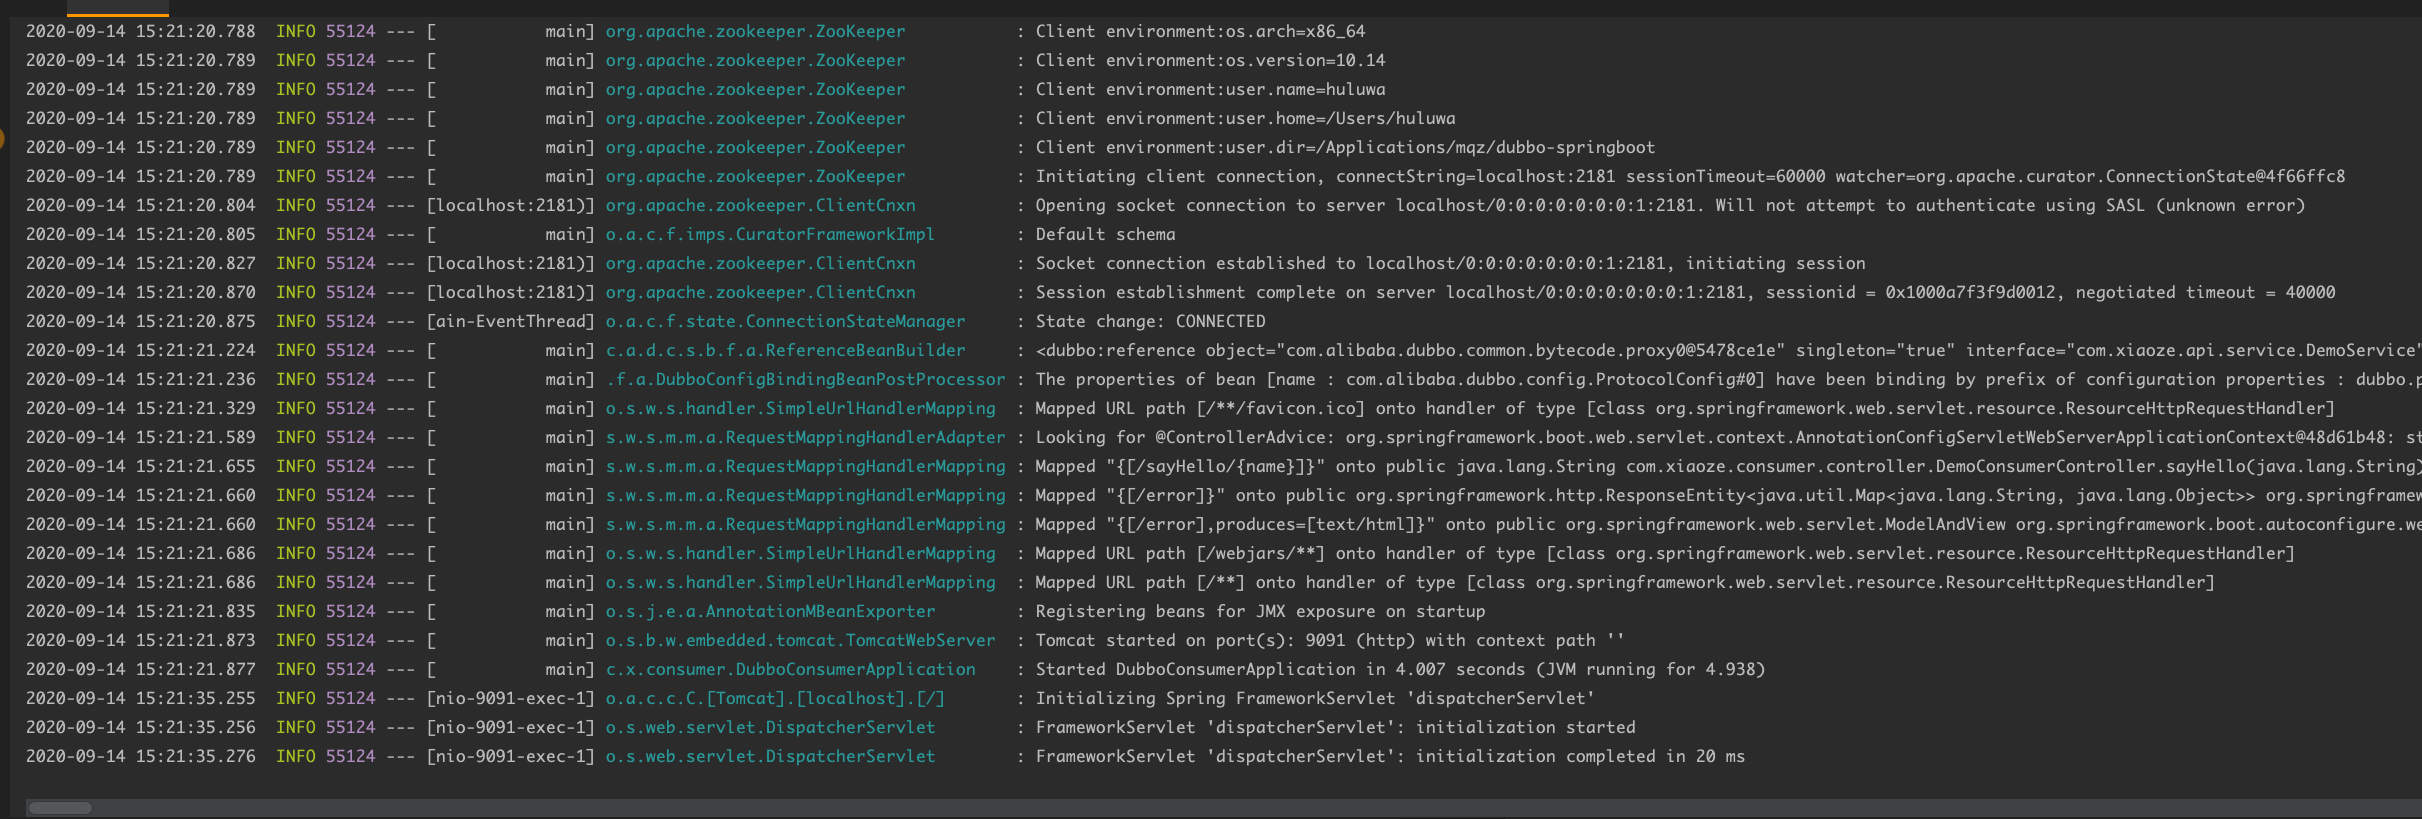 2020-09-14 15:21:20.788  INFO 55124 --- [           main] org.apache.zookeeper.ZooKeeper           : Client environment:os.arch=x86_64
2020-09-14 15:21:20.789  INFO 55124 --- [           main] org.apache.zookeeper.ZooKeeper           : Client environment:os.version=10.14
2020-09-14 15:21:20.789  INFO 55124 --- [           main] org.apache.zookeeper.ZooKeeper           : Client environment:user.name=huluwa
2020-09-14 15:21:20.789  INFO 55124 --- [           main] org.apache.zookeeper.ZooKeeper           : Client environment:user.home=/Users/huluwa
2020-09-14 15:21:20.789  INFO 55124 --- [           main] org.apache.zookeeper.ZooKeeper           : Client environment:user.dir=/Applications/mqz/dubbo-springboot
2020-09-14 15:21:20.789  INFO 55124 --- [           main] org.apache.zookeeper.ZooKeeper           : Initiating client connection, connectString=localhost:2181 sessionTimeout=60000 watcher=org.apache.curator.ConnectionState@4f66ffc8
2020-09-14 15:21:20.804  INFO 55124 --- [localhost:2181)] org.apache.zookeeper.ClientCnxn          : Opening socket connection to server localhost/0:0:0:0:0:0:0:1:2181. Will not attempt to authenticate using SASL (unknown error)
2020-09-14 15:21:20.805  INFO 55124 --- [           main] o.a.c.f.imps.CuratorFrameworkImpl        : Default schema
2020-09-14 15:21:20.827  INFO 55124 --- [localhost:2181)] org.apache.zookeeper.ClientCnxn          : Socket connection established to localhost/0:0:0:0:0:0:0:1:2181, initiating session
2020-09-14 15:21:20.870  INFO 55124 --- [localhost:2181)] org.apache.zookeeper.ClientCnxn          : Session establishment complete on server localhost/0:0:0:0:0:0:0:1:2181, sessionid = 0x1000a7f3f9d0012, negotiated timeout = 40000
2020-09-14 15:21:20.875  INFO 55124 --- [ain-EventThread] o.a.c.f.state.ConnectionStateManager     : State change: CONNECTED
2020-09-14 15:21:21.224  INFO 55124 --- [           main] c.a.d.c.s.b.f.a.ReferenceBeanBuilder     : <dubbo:reference object="com.alibaba.dubbo.common.bytecode.proxy0@5478ce1e" singleton="true" interface="com.xiaoze.api.service.DemoService"
2020-09-14 15:21:21.236  INFO 55124 --- [           main] .f.a.DubboConfigBindingBeanPostProcessor : The properties of bean [name : com.alibaba.dubbo.config.ProtocolConfig#0] have been binding by prefix of configuration properties : dubbo.p
2020-09-14 15:21:21.329  INFO 55124 --- [           main] o.s.w.s.handler.SimpleUrlHandlerMapping  : Mapped URL path [/**/favicon.ico] onto handler of type [class org.springframework.web.servlet.resource.ResourceHttpRequestHandler]
2020-09-14 15:21:21.589  INFO 55124 --- [           main] s.w.s.m.m.a.RequestMappingHandlerAdapter : Looking for @ControllerAdvice: org.springframework.boot.web.servlet.context.AnnotationConfigServletWebServerApplicationContext@48d61b48: st
2020-09-14 15:21:21.655  INFO 55124 --- [           main] s.w.s.m.m.a.RequestMappingHandlerMapping : Mapped "{[/sayHello/{name}]}" onto public java.lang.String com.xiaoze.consumer.controller.DemoConsumerController.sayHello(java.lang.String)
2020-09-14 15:21:21.660  INFO 55124 --- [           main] s.w.s.m.m.a.RequestMappingHandlerMapping : Mapped "{[/error]}" onto public org.springframework.http.ResponseEntity<java.util.Map<java.lang.String, java.lang.Object>> org.springframew
2020-09-14 15:21:21.660  INFO 55124 --- [           main] s.w.s.m.m.a.RequestMappingHandlerMapping : Mapped "{[/error],produces=[text/html]}" onto public org.springframework.web.servlet.ModelAndView org.springframework.boot.autoconfigure.we
2020-09-14 15:21:21.686  INFO 55124 --- [           main] o.s.w.s.handler.SimpleUrlHandlerMapping  : Mapped URL path [/webjars/**] onto handler of type [class org.springframework.web.servlet.resource.ResourceHttpRequestHandler]
2020-09-14 15:21:21.686  INFO 55124 --- [           main] o.s.w.s.handler.SimpleUrlHandlerMapping  : Mapped URL path [/**] onto handler of type [class org.springframework.web.servlet.resource.ResourceHttpRequestHandler]
2020-09-14 15:21:21.835  INFO 55124 --- [           main] o.s.j.e.a.AnnotationMBeanExporter        : Registering beans for JMX exposure on startup
2020-09-14 15:21:21.873  INFO 55124 --- [           main] o.s.b.w.embedded.tomcat.TomcatWebServer  : Tomcat started on port(s): 9091 (http) with context path ''
2020-09-14 15:21:21.877  INFO 55124 --- [           main] c.x.consumer.DubboConsumerApplication    : Started DubboConsumerApplication in 4.007 seconds (JVM running for 4.938)
2020-09-14 15:21:35.255  INFO 55124 --- [nio-9091-exec-1] o.a.c.c.C.[Tomcat].[localhost].[/]       : Initializing Spring FrameworkServlet 'dispatcherServlet'
2020-09-14 15:21:35.256  INFO 55124 --- [nio-9091-exec-1] o.s.web.servlet.DispatcherServlet        : FrameworkServlet 'dispatcherServlet': initialization started
2020-09-14 15:21:35.276  INFO 55124 --- [nio-9091-exec-1] o.s.web.servlet.DispatcherServlet        : FrameworkServlet 'dispatcherServlet': initialization completed in 20 ms